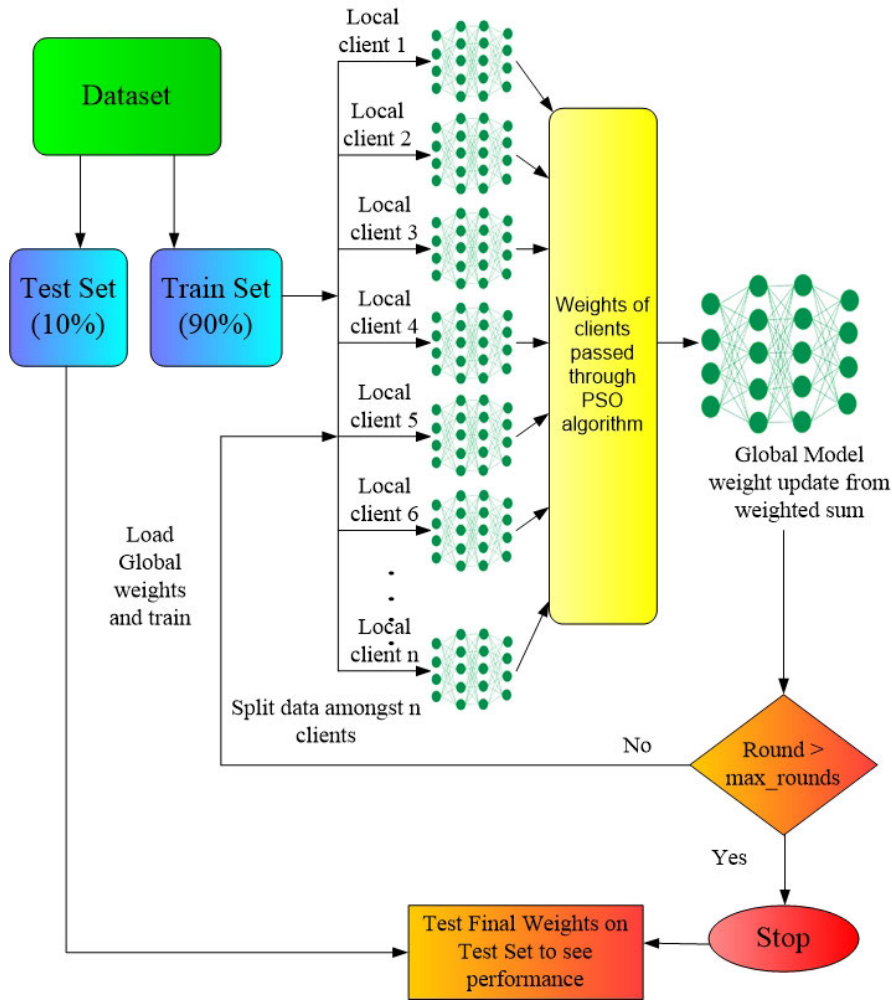 Dataset
Test Set
(10%)
Train Set
(90%)
Local
client 1
Local
client 2
Local
client 3
Local
client 4
Local
client 5
Local
client 6
Local
client n
Split data amongst n
clients
Load
Global
weights
and train
Weights of
clients
passed
through
PSO
algorithm
Global Model
weight update from
weighted sum
Round >
max_rounds
No
Yes
Stop
Test Final Weights on
Test Set to see
performance